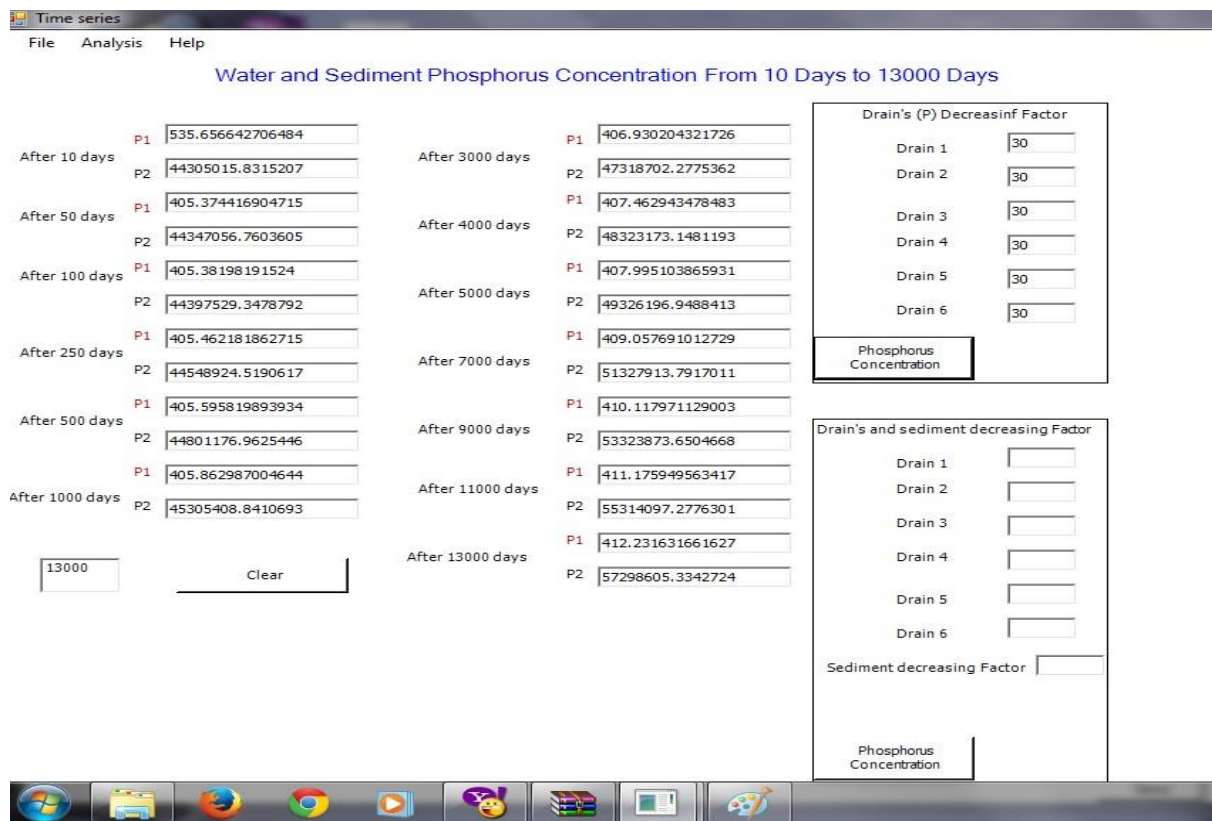 Time series
File Analysis Help
Water and Sediment Phosphorus Concentration From 10 Days to 13000 Days
After 10 days
P1 535.656642706484
P2 44305015.8315207
After 50 days
P1 405.374416904715
P2 44347056.7603605
After 100 days
P1 405.38198191524
P2 44397529.3478792
After 250 days
P1 405.462181862715
P2 44548924.5190617
After 500 days
P1 405.595819893934
P2 44801176.9625446
After 1000 days
P1 405.862987004644
P2 45305408.8410693
13000
Clear
After 3000 days
P1 406.930204321726
P2 47318702.2775362
After 4000 days
P1 407.462943478483
P2 48323173.1481193
After 5000 days
P1 407.995103865931
P2 49326196.9488413
After 7000 days
P1 409.057691012729
P2 51327913.7917011
After 9000 days
P1 410.117971129003
P2 53323873.6504668
After 11000 days
P1 411.175949563417
P2 55314097.2776301
After 13000 days
P1 412.231631661627
P2 57298605.3342724
Drain's (P) Decreasinf Factor
Drain 1 30
Drain 2 30
Drain 3 30
Drain 4 30
Drain 5 30
Drain 6 30
Phosphorus
Concentration
Drain's and sediment decreasing Factor
Drain 1
Drain 2
Drain 3
Drain 4
Drain 5
Drain 6
Sediment decreasing Factor
Phosphorus
Concentration